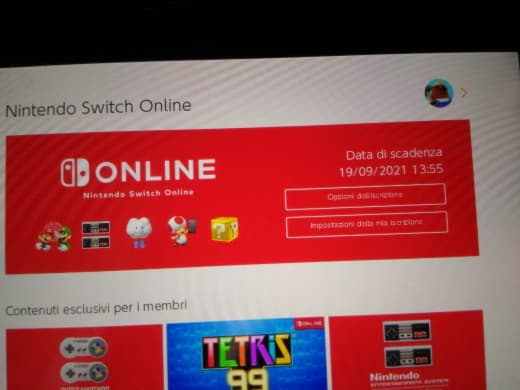 Nintendo Switch Online
ONLINE
Nintendo Switch Online
Data di scadenza
19/09/2021 13:55
Opzioni dell'iscrizione
Impostazioni della mia iscrizione
Contenuti esclusivi per i membri
ONLINE
TETRIS
99
Nintendo